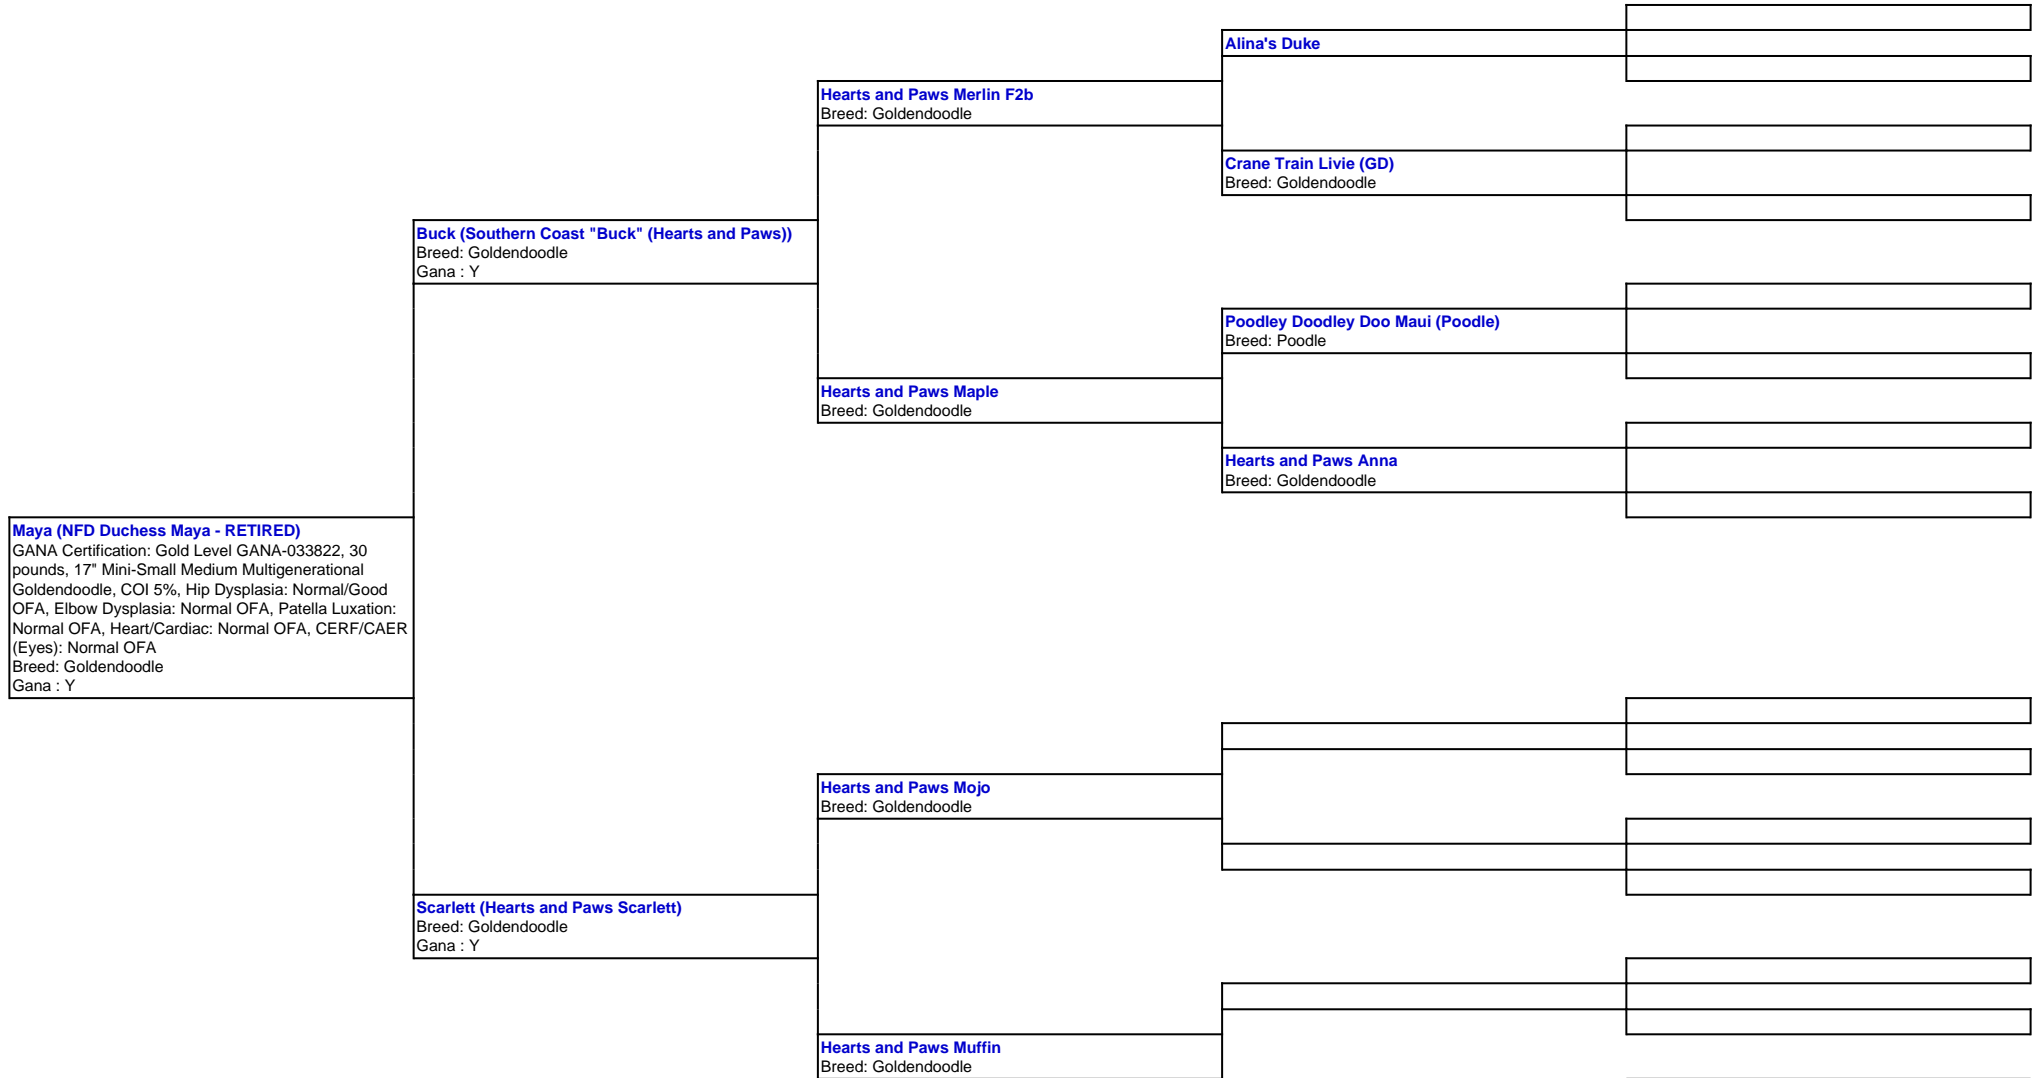 Alina's Duke
Hearts and Paws Merlin F2b
Breed: Goldendoodle
Crane Train Livie (GD)
Breed: Goldendoodle
Buck (Southern Coast "Buck" (Hearts and Paws))
Breed: Goldendoodle
Gana : Y
Poodley Doodley Doo Maui (Poodle)
Breed: Poodle
Hearts and Paws Maple
Breed: Goldendoodle
Hearts and Paws Anna
Breed: Goldendoodle
Maya (NFD Duchess Maya - RETIRED)
GANA Certification: Gold Level GANA-033822, 30
pounds, 17" Mini-Small Medium Multigenerational
Goldendoodle, COI 5%, Hip Dysplasia: Normal/Good
OFA, Elbow Dysplasia: Normal OFA, Patella Luxation:
Normal OFA, Heart/Cardiac: Normal OFA, CERF/CAER
(Eyes): Normal OFA
Breed: Goldendoodle
Gana : Y
Hearts and Paws Mojo
Breed: Goldendoodle
Scarlett (Hearts and Paws Scarlett)
Breed: Goldendoodle
Gana : Y
Hearts and Paws Muffin
Breed: Goldendoodle